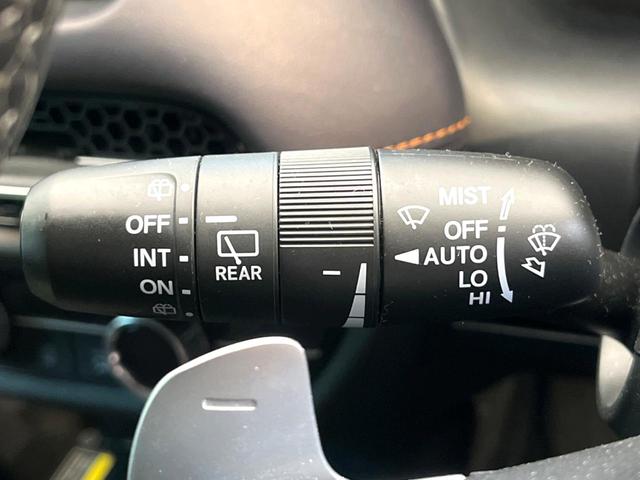 OFF
INT
ON
REAR
MIST
OFF
AUTO
LO
HI